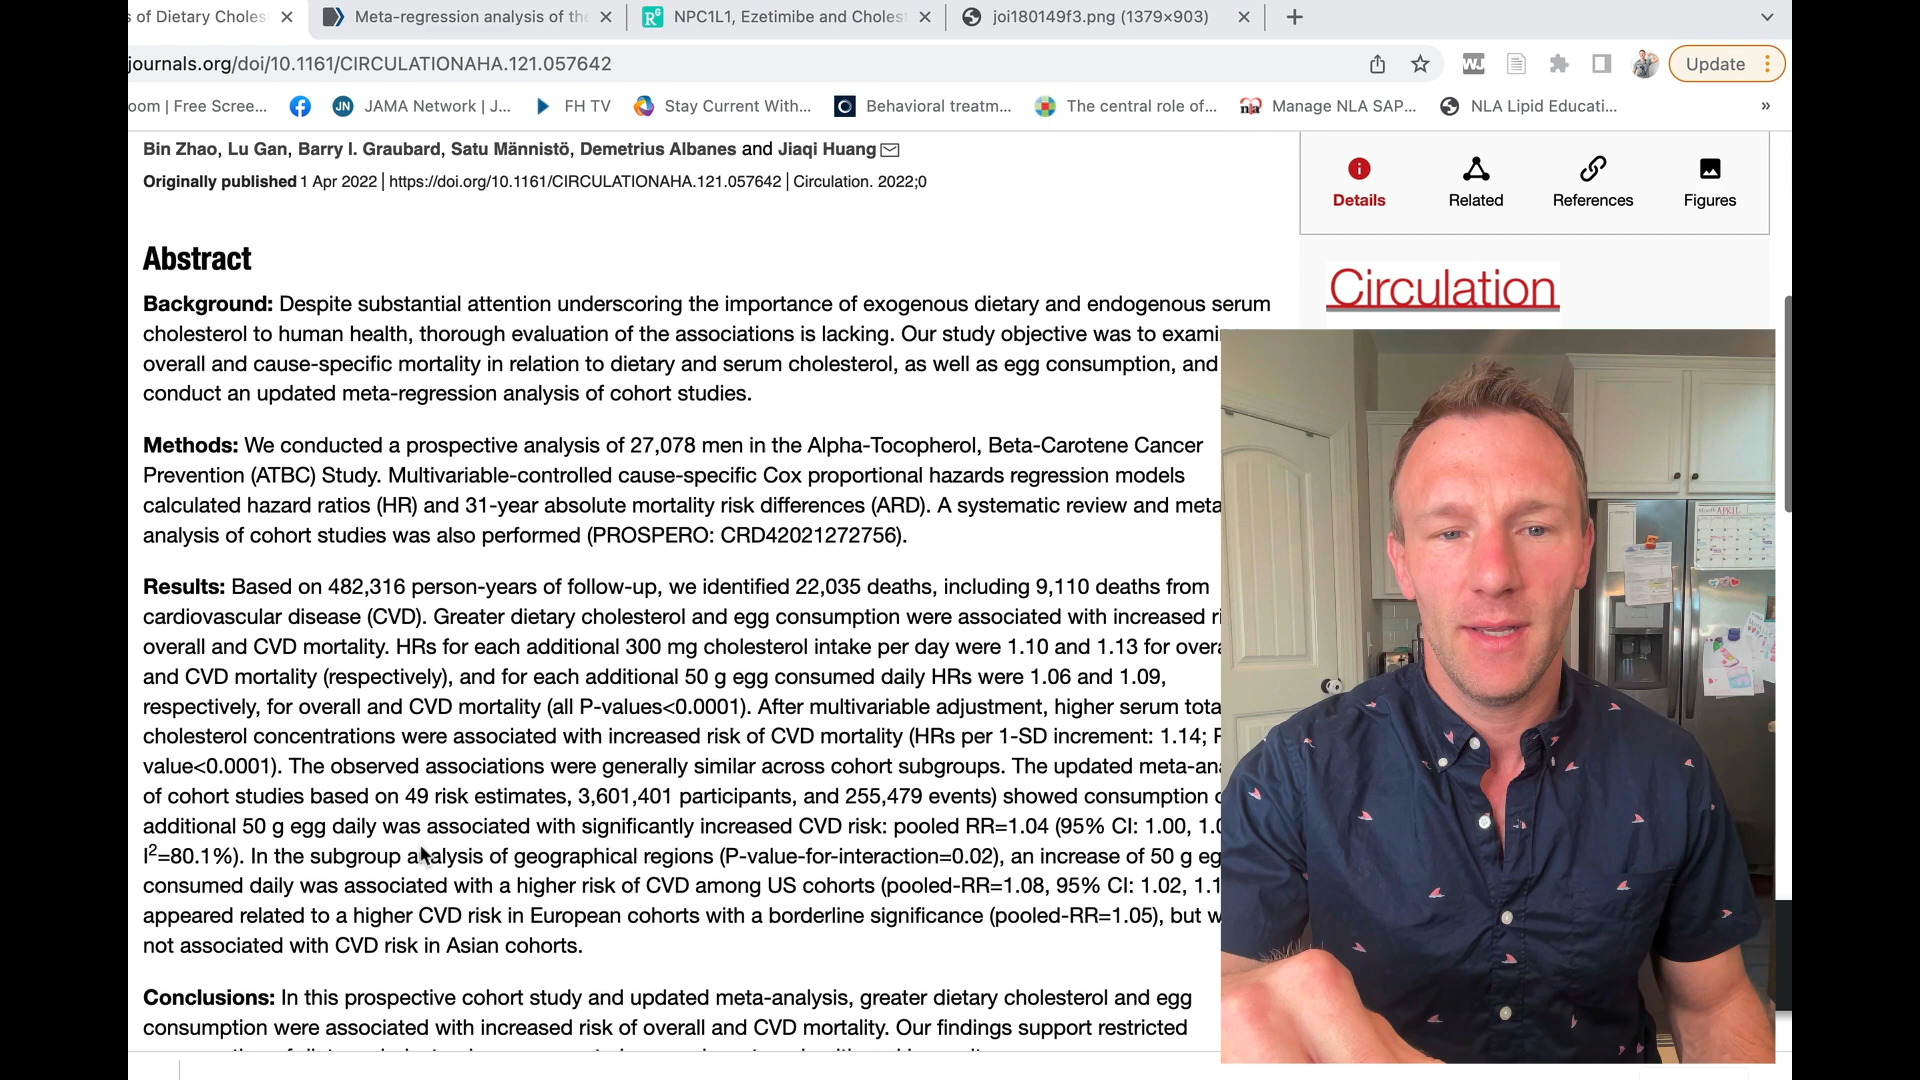 s of Dietary Choles
Meta-regression analysis of the
NPC1L1, Ezetimibe and Cholest
joi180149f3.png (1379×903)
journals.org/doi/10.1161/CIRCULATIONAHA.121.057642
Update
oom | Free Scree...
JN JAMA Network | J...
FH TV
Stay Current With...
Behavioral treatm...
The central role of...
nla Manage NLA SAP...
NLA Lipid Educati...
»
Bin Zhao, Lu Gan, Barry I. Graubard, Satu Männistö, Demetrius Albanes and Jiaqi Huang
Originally published 1 Apr 2022 | https://doi.org/10.1161/CIRCULATIONAHA.121.057642 | Circulation. 2022;0
Details
Related
References
Figures
Circulation
Abstract
Background: Despite substantial attention underscoring the importance of exogenous dietary and endogenous serum
cholesterol to human health, thorough evaluation of the associations is lacking. Our study objective was to exami
overall and cause-specific mortality in relation to dietary and serum cholesterol, as well as egg consumption, and
conduct an updated meta-regression analysis of cohort studies.
Methods: We conducted a prospective analysis of 27,078 men in the Alpha-Tocopherol, Beta-Carotene Cancer
Prevention (ATBC) Study. Multivariable-controlled cause-specific Cox proportional hazards regression models
calculated hazard ratios (HR) and 31-year absolute mortality risk differences (ARD). A systematic review and meta
analysis of cohort studies was also performed (PROSPERO: CRD42021272756).
Results: Based on 482,316 person-years of follow-up, we identified 22,035 deaths, including 9,110 deaths from
cardiovascular disease (CVD). Greater dietary cholesterol and egg consumption were associated with increased ri
overall and CVD mortality. HRs for each additional 300 mg cholesterol intake per day were 1.10 and 1.13 for overa
and CVD mortality (respectively), and for each additional 50 g egg consumed daily HRs were 1.06 and 1.09,
respectively, for overall and CVD mortality (all P-values<0.0001). After multivariable adjustment, higher serum tota
cholesterol concentrations were associated with increased risk of CVD mortality (HRs per 1-SD increment: 1.14; P
value<0.0001). The observed associations were generally similar across cohort subgroups. The updated meta-ana
of cohort studies based on 49 risk estimates, 3,601,401 participants, and 255,479 events) showed consumption o
additional 50 g egg daily was associated with significantly increased CVD risk: pooled RR=1.04 (95% CI: 1.00, 1.0
I²=80.1%). In the subgroup analysis of geographical regions (P-value-for-interaction=0.02), an increase of 50 g eg
consumed daily was associated with a higher risk of CVD among US cohorts (pooled-RR=1.08, 95% CI: 1.02, 1.1
appeared related to a higher CVD risk in European cohorts with a borderline significance (pooled-RR=1.05), but w
not associated with CVD risk in Asian cohorts.
Conclusions: In this prospective cohort study and updated meta-analysis, greater dietary cholesterol and egg
consumption were associated with increased risk of overall and CVD mortality. Our findings support restricted
APRIL